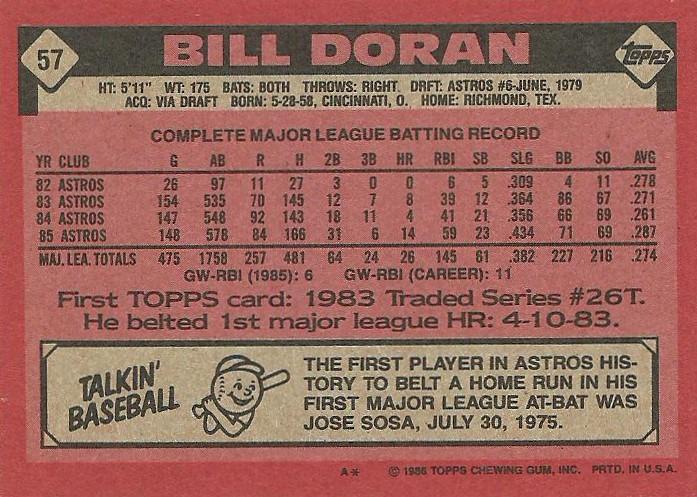 57
BILL DORAN
topps
HT: 5'11" WT: 175 BATS: BOTH THROWS: RIGHT DRFT: ASTROS #6-JUNE, 1979
ACQ: VIA DRAFT BORN: 5-28-58, CINCINNATI, O. HOME: RICHMOND, TEX.
COMPLETE MAJOR LEAGUE BATTING RECORD
YR CLUB G AB R H 2B 3B HR RBI SB SLG BB SO AVG
82 ASTROS 26 97 11 27 3 0 0 6 5 .309 4 11 .278
83 ASTROS 154 535 70 145 12 7 8 39 12 .364 86 67 .271
84 ASTROS 147 548 92 143 18 11 4 41 21 .356 66 69 .261
85 ASTROS 148 578 84 166 31 6 14 59 23 .434 71 69 .287
MAJ. LEA. TOTALS 475 1758 257 481 64 24 26 145 61 .382 227 216 .274
GW-RBI (1985): 6 GW-RBI (CAREER): 11
First TOPPS card: 1983 Traded Series #26T.
He belted 1st major league HR: 4-10-83.
TALKIN'
BASEBALL
THE FIRST PLAYER IN ASTROS HIS-
TORY TO BELT A HOME RUN IN HIS
FIRST MAJOR LEAGUE AT-BAT WAS
JOSE SOSA, JULY 30, 1975.
A* © 1986 TOPPS CHEWING GUM, INC. PRTD. IN U.S.A.